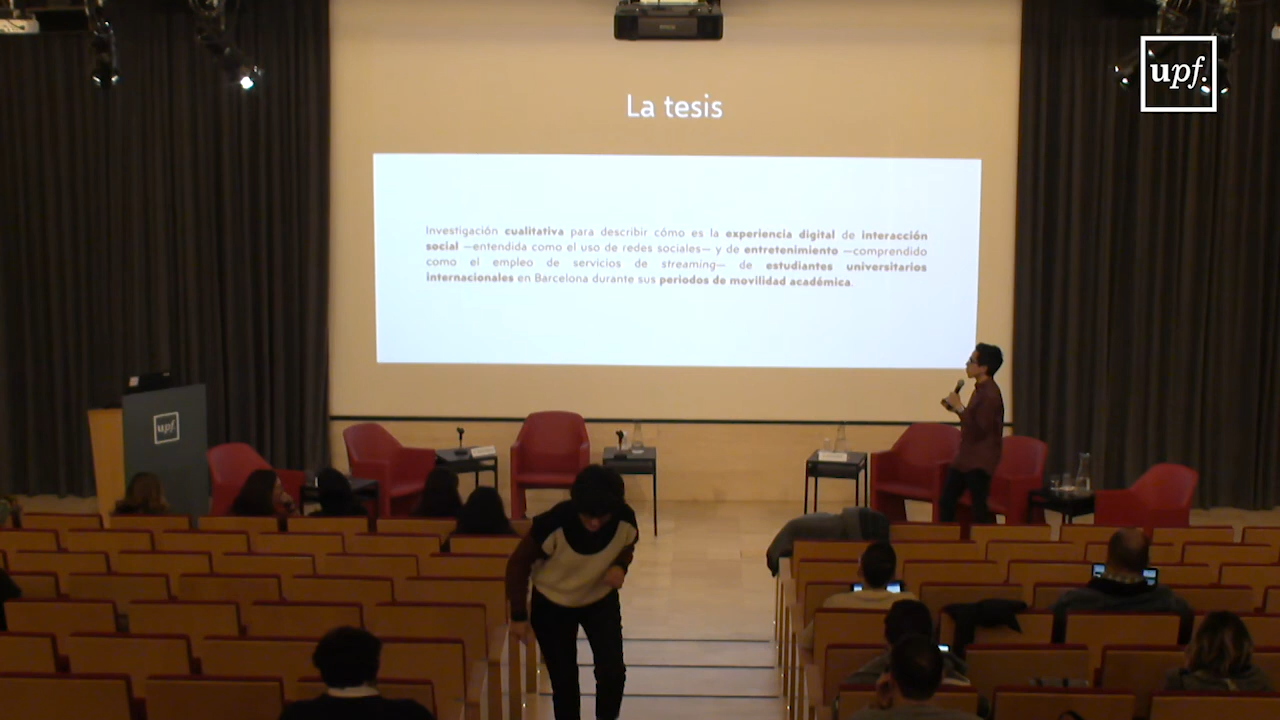 upf.
La tesis
Investigación cualitativa para describir cómo es la experiencia digital de interacción
social —entendida como el uso de redes sociales— y de entretenimiento —comprendido
como el empleo de servicios de streaming— de estudiantes universitarios
internacionales en Barcelona durante sus periodos de movilidad académica.
upf.